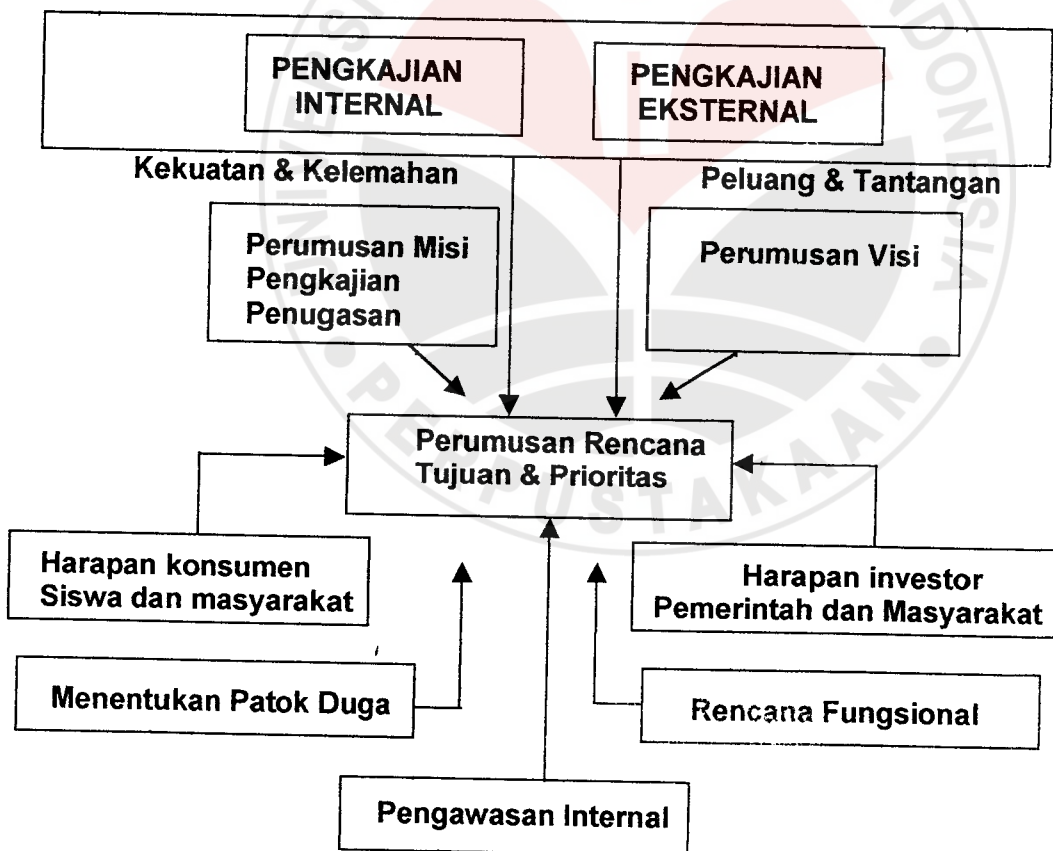 PENGKAJIAN
INTERNAL
PENGKAJIAN
EKSTERNAL
Kekuatan & Kelemahan
Peluang & Tantangan
Perumusan Misi
Pengkajian
Penugasan
Perumusan Visi
Perumusan Rencana
Tujuan & Prioritas
Harapan konsumen
Siswa dan masyarakat
Harapan investor
Pemerintah dan Masyarakat
Menentukan Patok Duga
Rencana Fungsional
Pengawasan Internal
PERPUSTAKAAN